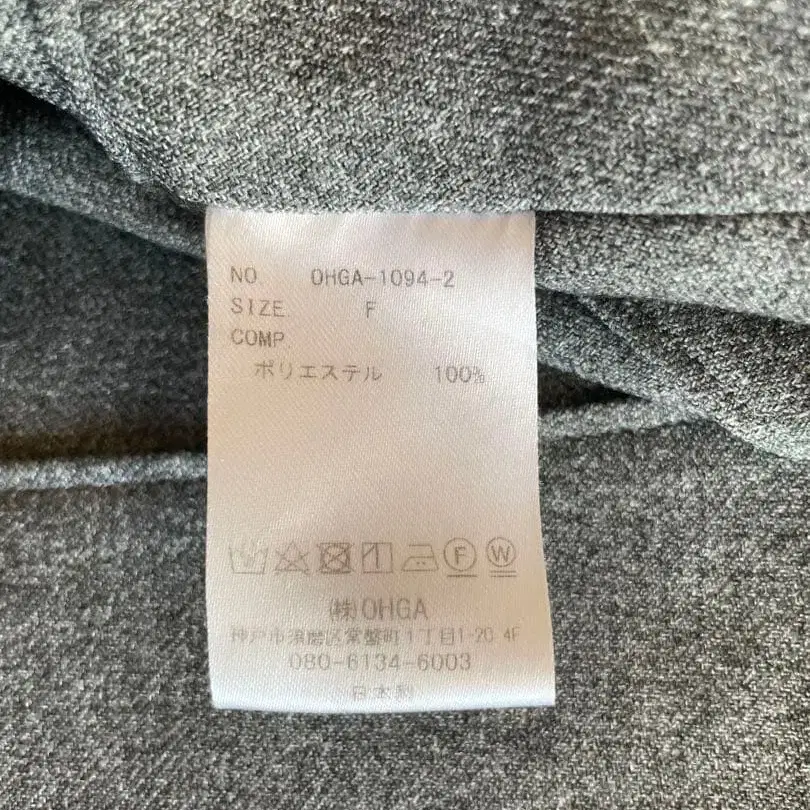 NO OHGA-1094-2
SIZE F
COMP
ポリエステル 100%
F W
(株)OHGA
神戸市須磨区常盤町1丁目1-20 4F
080-6134-6003
日本製